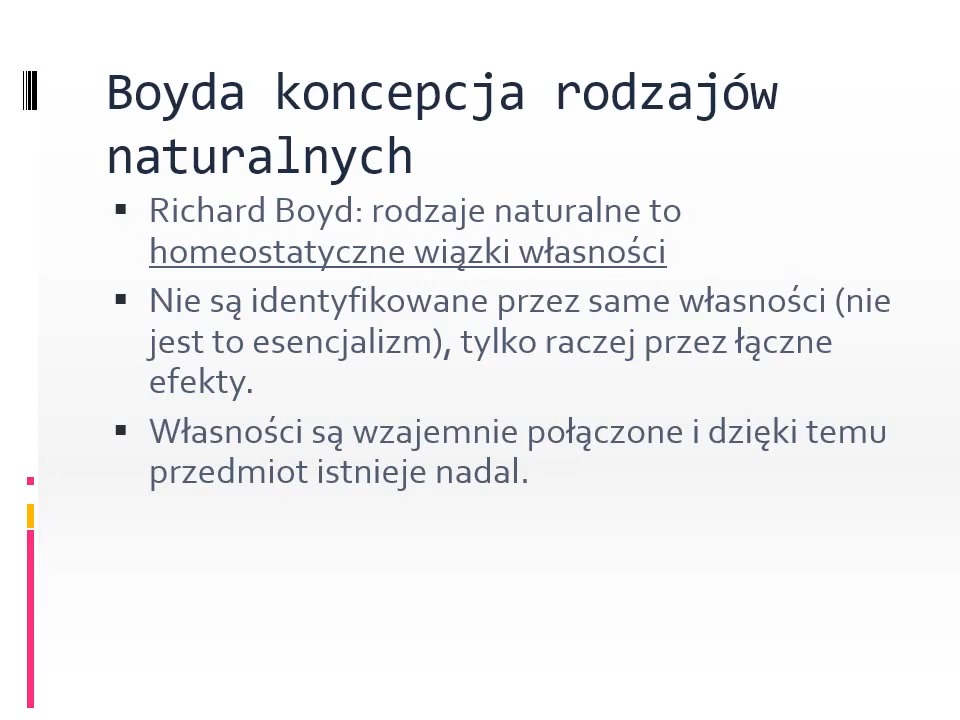 Boyda koncepcja rodzajów
naturalnych
▪ Richard Boyd: rodzaje naturalne to
homeostatyczne wiązki własności
▪ Nie są identyfikowane przez same własności (nie
jest to esencjalizm), tylko raczej przez łączne
efekty.
▪ Własności są wzajemnie połączone i dzięki temu
przedmiot istnieje nadal.